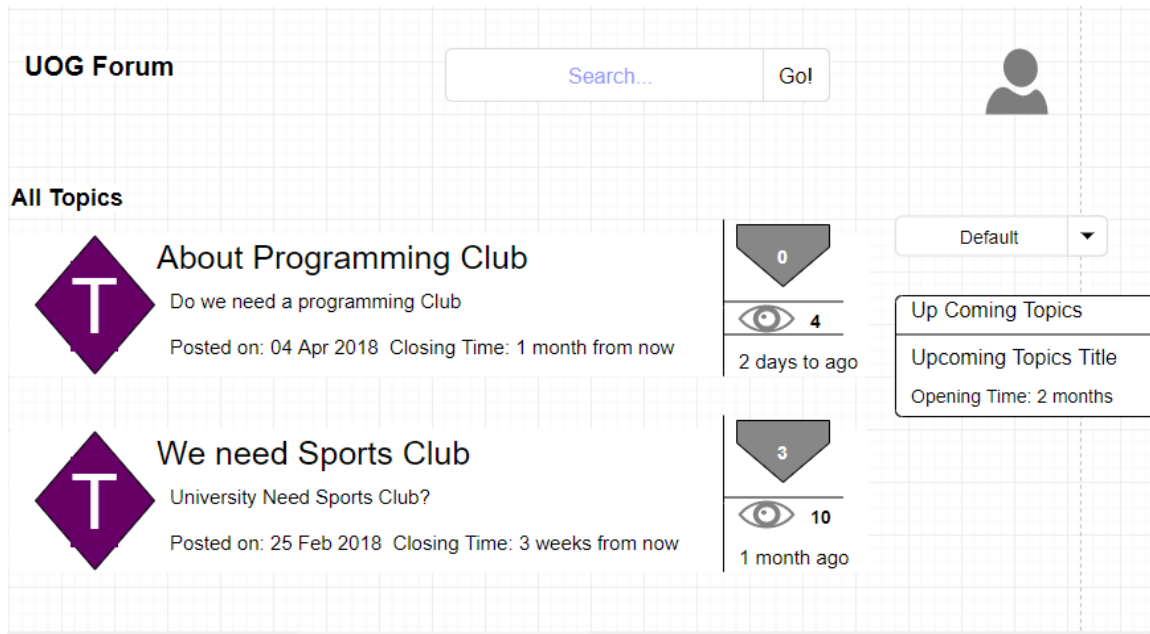 UOG Forum
Search...
Go!
All Topics
Default
T
About Programming Club
Do we need a programming Club
Posted on: 04 Apr 2018 Closing Time: 1 month from now
0
4
2 days to ago
Up Coming Topics
Upcoming Topics Title
Opening Time: 2 months
T
We need Sports Club
University Need Sports Club?
Posted on: 25 Feb 2018 Closing Time: 3 weeks from now
3
10
1 month ago